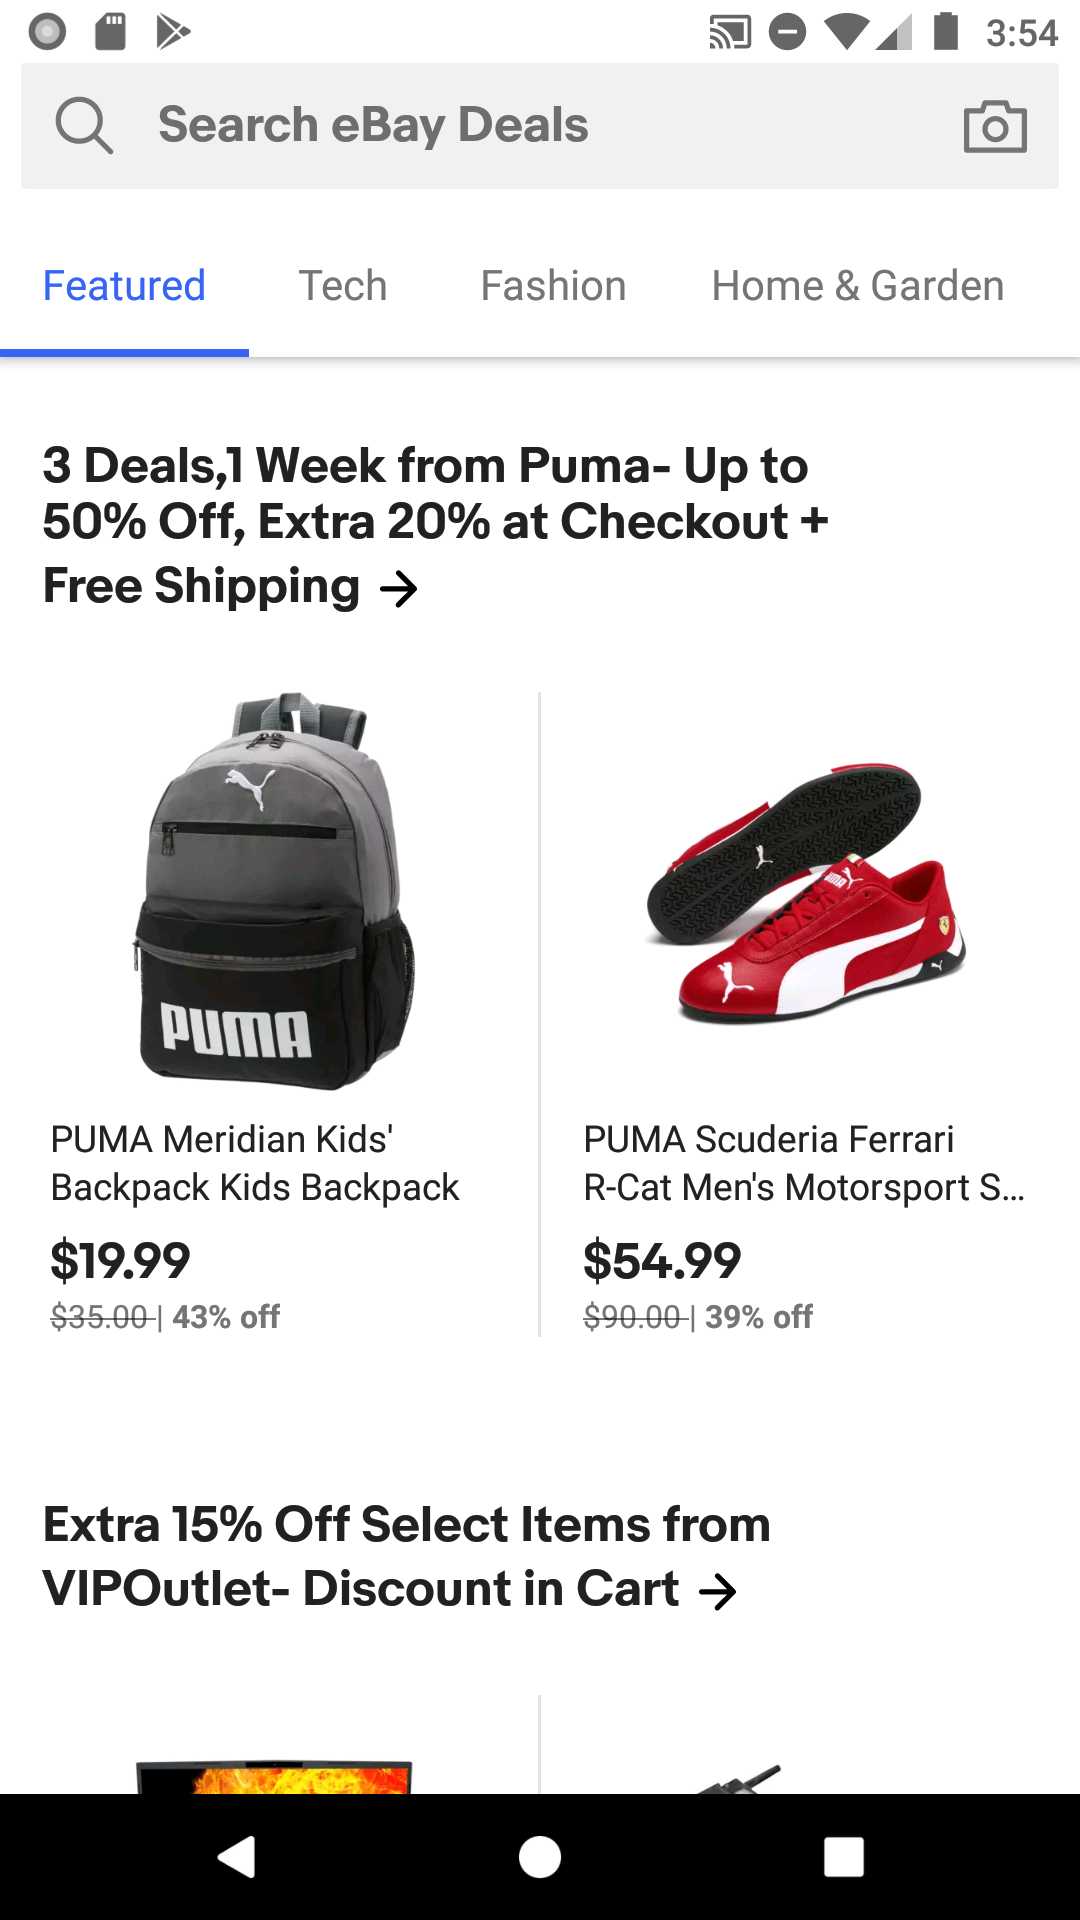 3:54
Search eBay Deals
Featured Tech Fashion Home & Garden
3 Deals,1 Week from Puma- Up to
50% Off, Extra 20% at Checkout +
Free Shipping →
PUMA
PUMA
PUMA Meridian Kids'
Backpack Kids Backpack
$19.99
$35.00 | 43% off
PUMA Scuderia Ferrari
R-Cat Men's Motorsport S...
$54.99
$90.00 | 39% off
Extra 15% Off Select Items from
VIPOutlet- Discount in Cart →